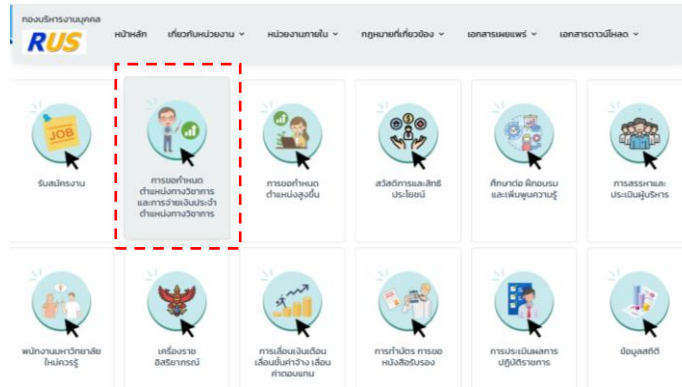 กองบริหารงานบุคคล
RUS
หน้าหลัก เกี่ยวกับหน่วยงาน หน่วยงานภายใน กฎหมายที่เกี่ยวข้อง เอกสารเผยแพร่ เอกสารดาวน์โหลด
JOB
รับสมัครงาน
การขอกำหนด
ตำแหน่งทางวิชาการ
และการจ่ายเงินประจำ
ตำแหน่งทางวิชาการ
การขอกำหนด
ตำแหน่งสูงขึ้น
สวัสดิการและสิทธิ
ประโยชน์
ศึกษาต่อ ฝึกอบรม
และเพิ่มพูนความรู้
การสรรหาและ
ประเมินผู้บริหาร
พนักงานมหาวิทยาลัย
ใหม่ควรรู้
เครื่องราช
อิสริยาภรณ์
การเลื่อนเงินเดือน
เลื่อนขั้นค่าจ้าง เลื่อน
ค่าตอบแทน
การทำบัตร การขอ
หนังสือรับรอง
การประเมินผลการ
ปฏิบัติราชการ
ข้อมูลสถิติ